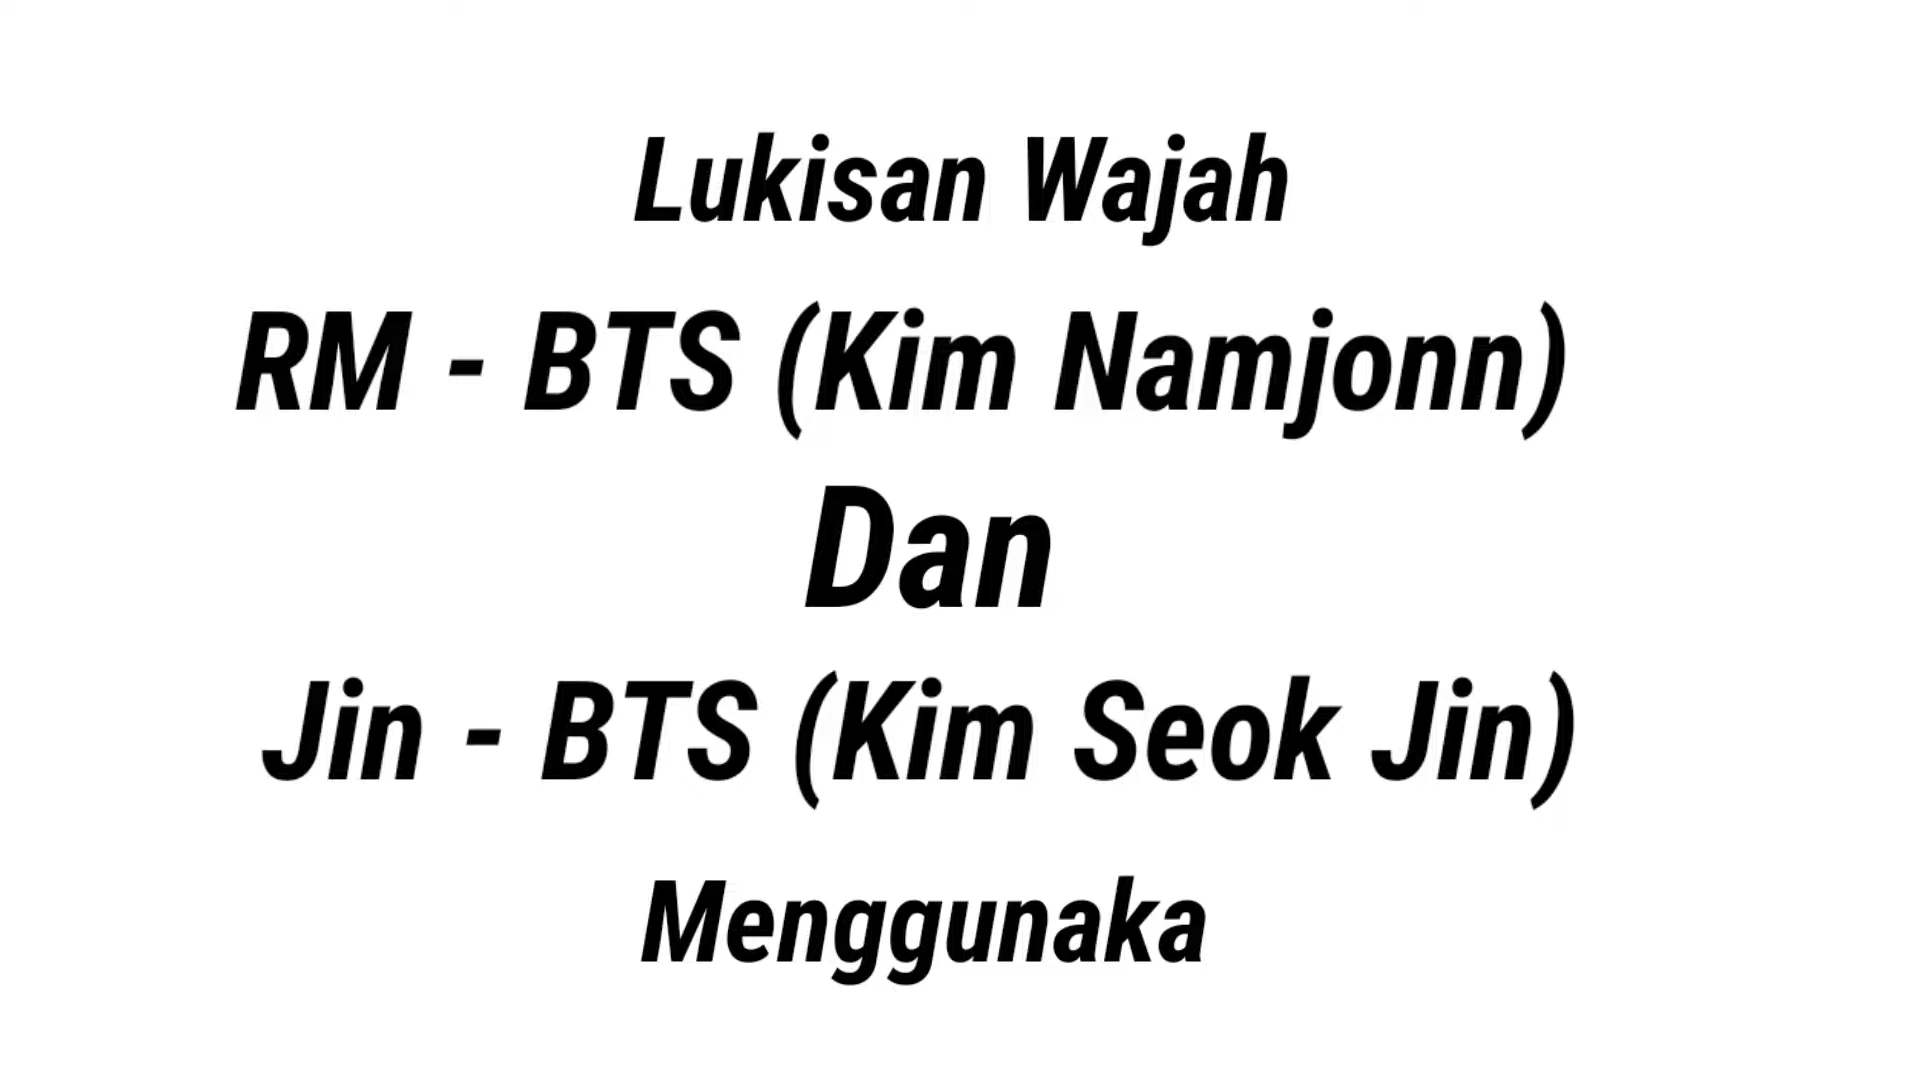 Lukisan Wajah
RM - BTS (Kim Namjonn)
Dan
Jin - BTS (Kim Seok Jin)
Menggunaka